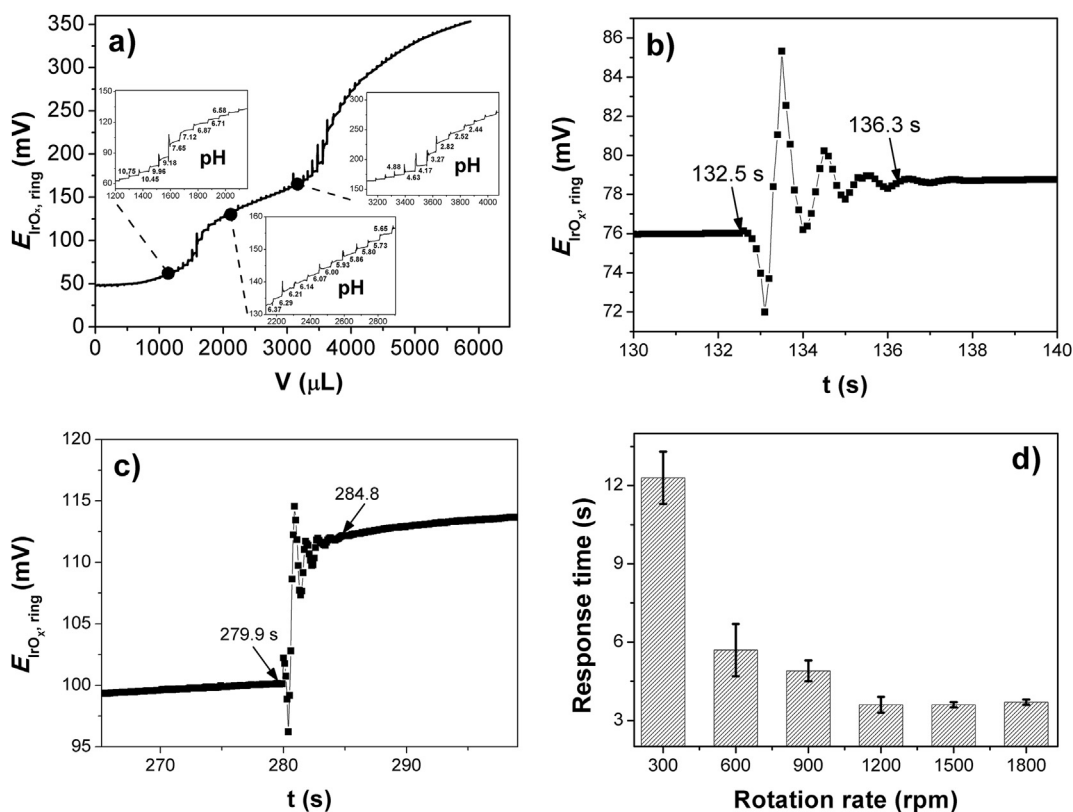 a)
350
300
250
200
150
100
50
0
E IrOx, ring (mV)
0 1000 2000 3000 4000 5000 6000
V (μL)
150
120
90
60
6.58
6.71
6.87
7.12
7.65
9.18
9.96
10.75
10.45
pH
1200 1400 1600 1800 2000
300
250
200
150
2.44
2.52
2.82
3.27
4.88
4.17
4.63
pH
3200 3400 3600 3800 4000
160
150
140
130
5.65
5.73
5.80
5.86
5.93
6.00
6.07
6.14
6.21
6.29
6.37
pH
2200 2400 2600 2800
b)
86
84
82
80
78
76
74
72
E IrOx, ring (mV)
132.5 s
136.3 s
130 132 134 136 138 140
t (s)
c)
120
115
110
105
100
95
E IrOx, ring (mV)
284.8
279.9 s
270 280 290
t (s)
d)
12
9
6
3
Response time (s)
300 600 900 1200 1500 1800
Rotation rate (rpm)